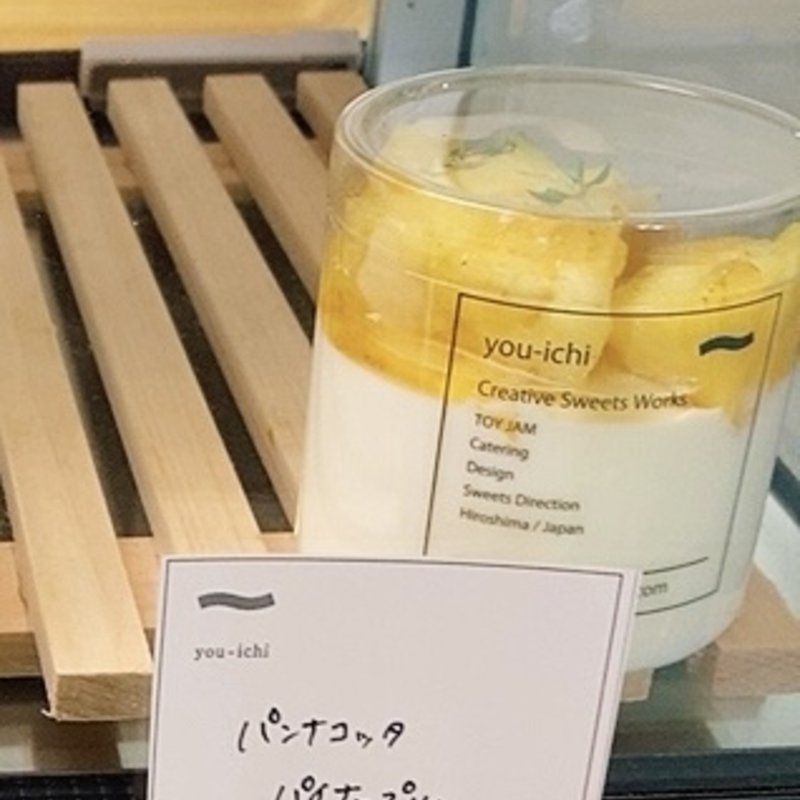 you-ichi
Creative Sweets Works
TOY JAM
Catering
Design
Sweets Direction
Hiroshima / Japan
you-ichi
パンナコッタ